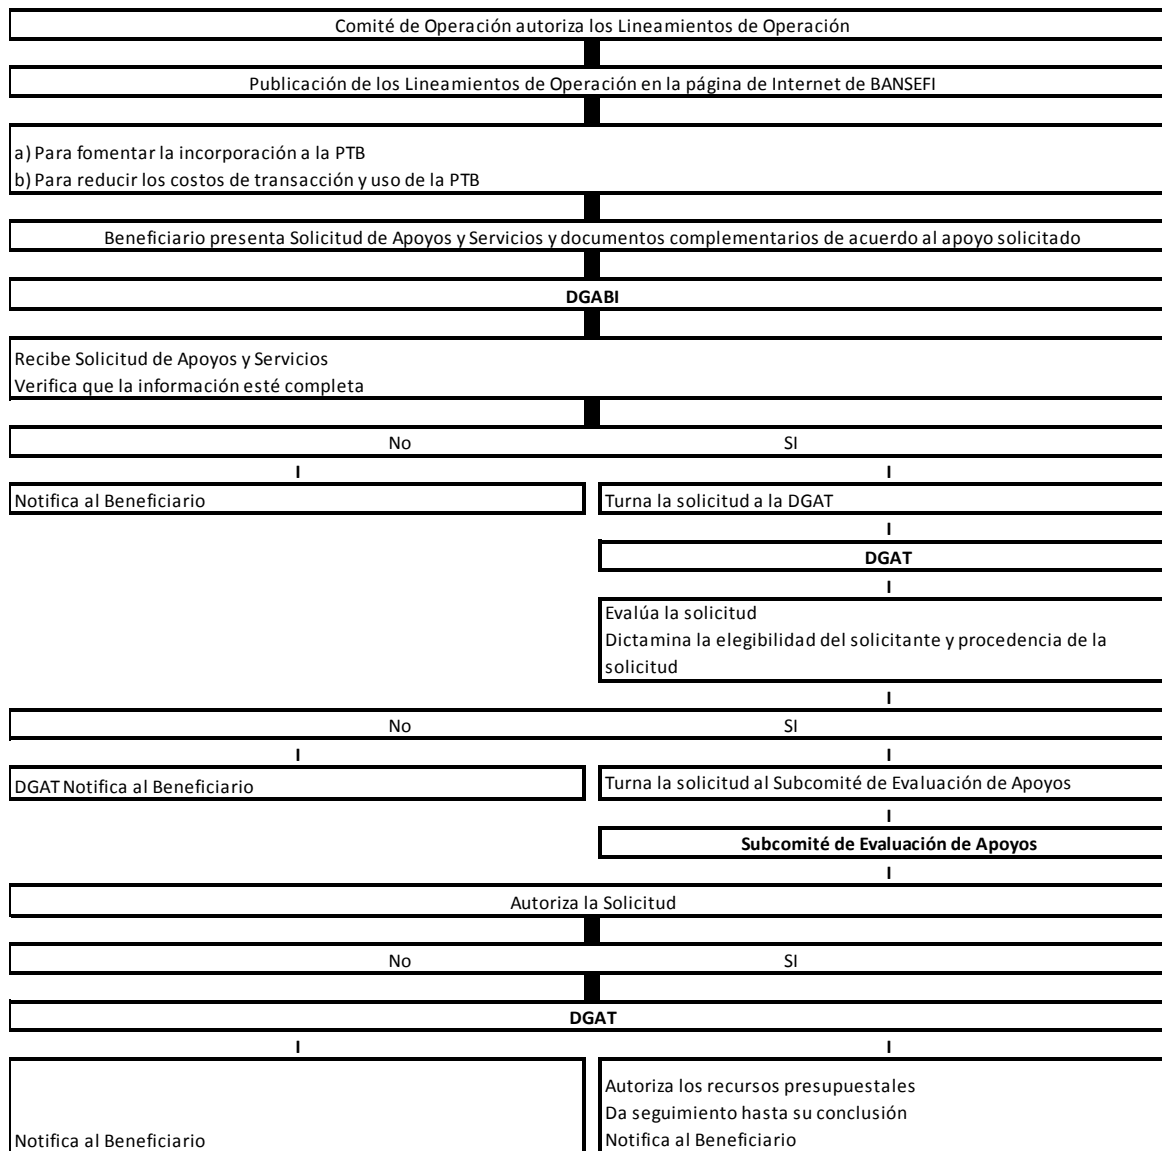 Comité de Operación autoriza los Lineamientos de Operación
Publicación de los Lineamientos de Operación en la página de Internet de BANSEFI
a) Para fomentar la incorporación a la PTB
b) Para reducir los costos de transacción y uso de la PTB
Beneficiario presenta Solicitud de Apoyos y Servicios y documentos complementarios de acuerdo al apoyo solicitado
DGABI
Recibe Solicitud de Apoyos y Servicios
Verifica que la información esté completa
No SI
I I
Notifica al Beneficiario Turna la solicitud a la DGAT
I
DGAT
I
Evalúa la solicitud
Dictamina la elegibilidad del solicitante y procedencia de la
solicitud
I
No SI
I I
DGAT Notifica al Beneficiario Turna la solicitud al Subcomité de Evaluación de Apoyos
I
Subcomité de Evaluación de Apoyos
I
Autoriza la Solicitud
No SI
DGAT
I I
Autoriza los recursos presupuestales
Da seguimiento hasta su conclusión
Notifica al Beneficiario Notifica al Beneficiario